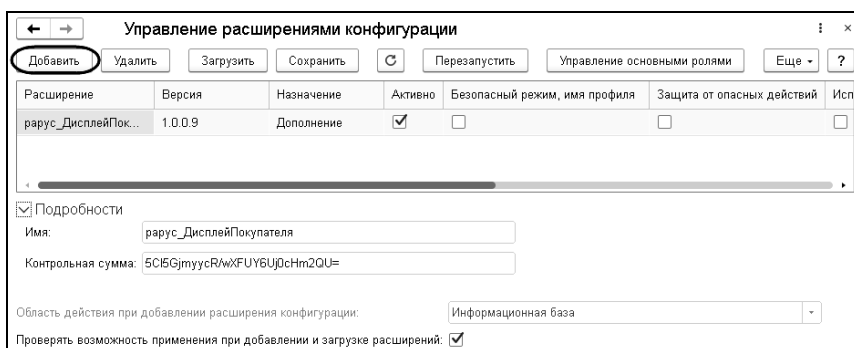 Управление расширениями конфигурации
Добавить Удалить Загрузить Сохранить Перезапустить Управление основными ролями Еще ?
Расширение Версия Назначение Активно Безопасный режим, имя профиля Защита от опасных действий Исп
рарус_ДисплейПок... 1.0.0.9 Дополнение
Подробности
Имя: рарус_ДисплейПокупателя
Контрольная сумма: 5CI5GjmyycR/wXFUY6Uj0cHm2QU=
Область действия при добавлении расширения конфигурации: Информационная база
Проверять возможность применения при добавлении и загрузке расширений: